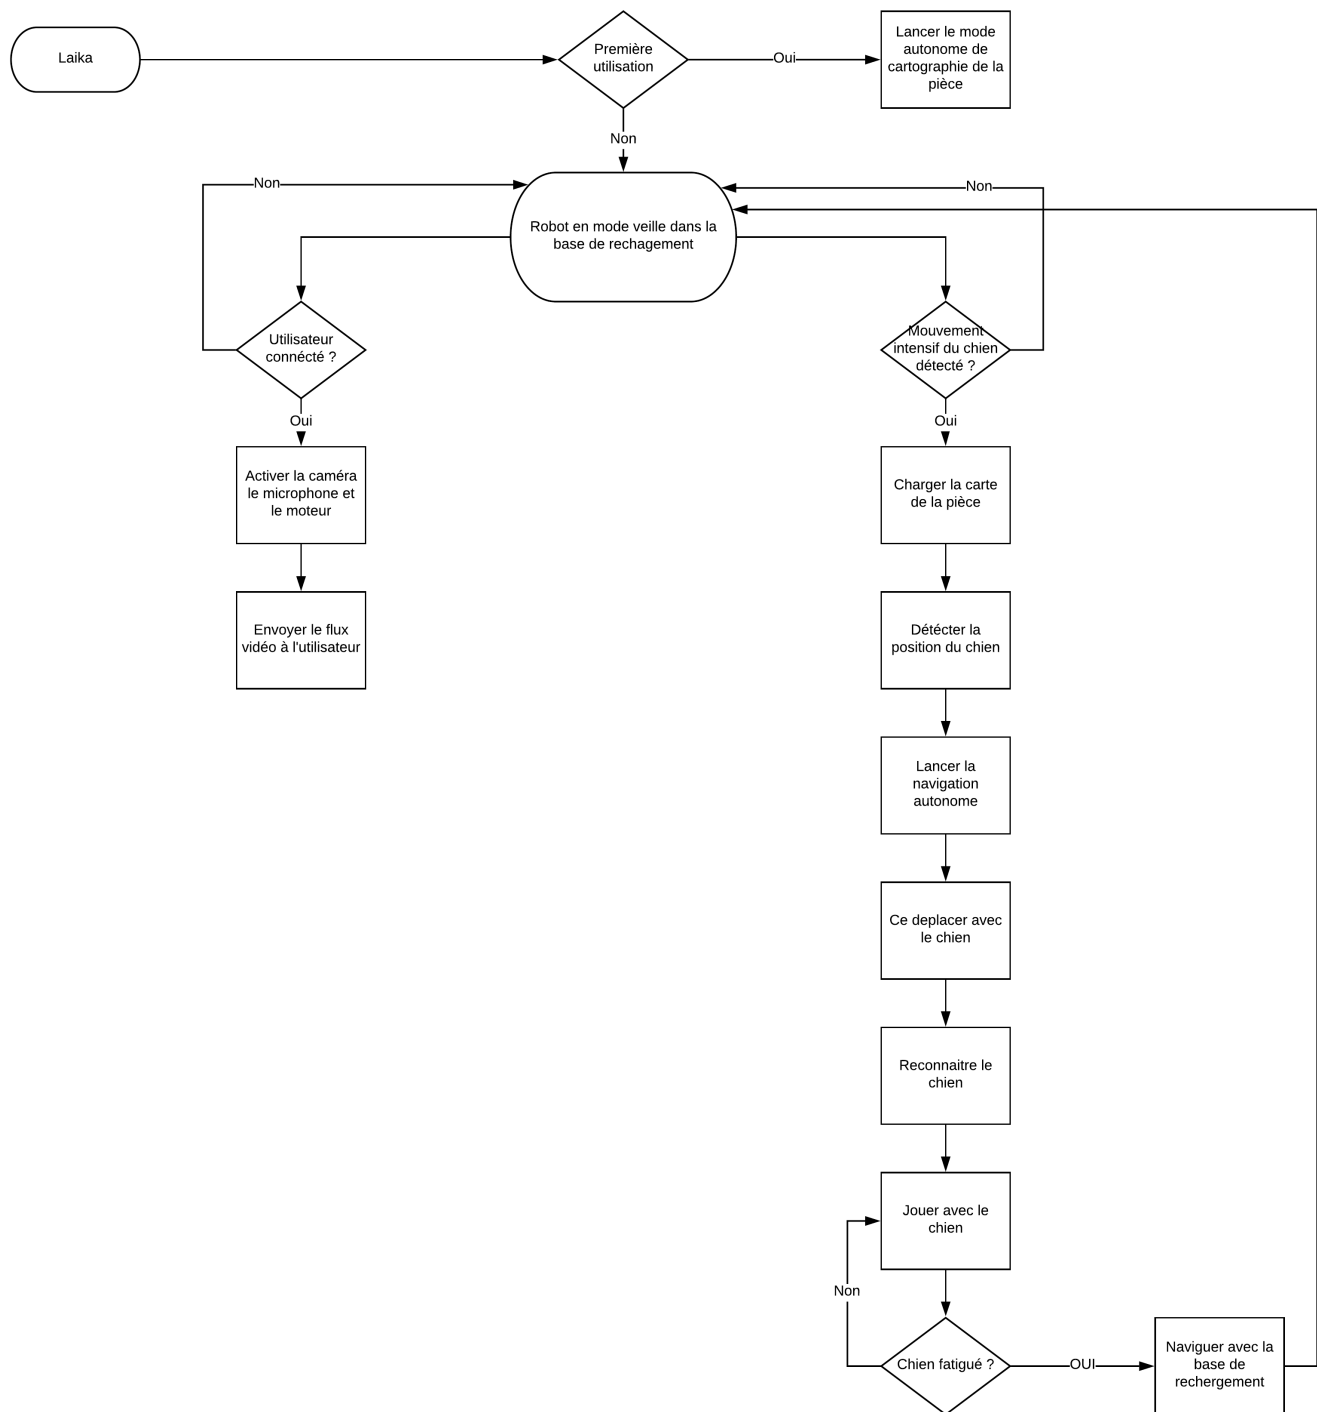 Laika
Première
utilisation
Oui
Lancer le mode
autonome de
cartographie de la
pièce
Non
Non
Non
Robot en mode veille dans la
base de rechagement
Utilisateur
connécté ?
Mouvement
intensif du chien
détecté ?
Oui
Oui
Activer la caméra
le microphone et
le moteur
Charger la carte
de la pièce
Envoyer le flux
vidéo à l'utilisateur
Détécter la
position du chien
Lancer la
navigation
autonome
Ce deplacer avec
le chien
Reconnaitre le
chien
Jouer avec le
chien
Non
Chien fatigué ?
OUI
Naviguer avec la
base de
rechergement